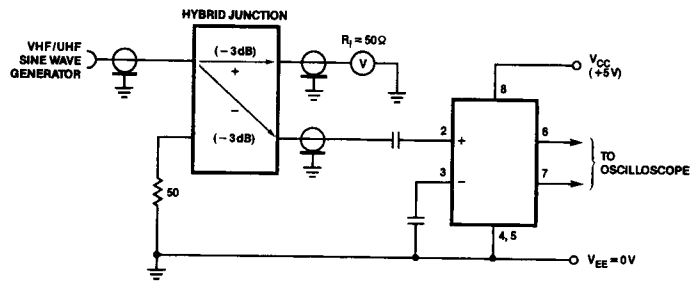 HYBRID JUNCTION
VHF/UHF
SINE WAVE
GENERATOR
(−3dB)
+
−
(−3dB)
R_I = 50Ω
V
50
V_CC
(+5V)
8
2
+
3
−
6
7
4, 5
TO
OSCILLOSCOPE
V_EE = 0V